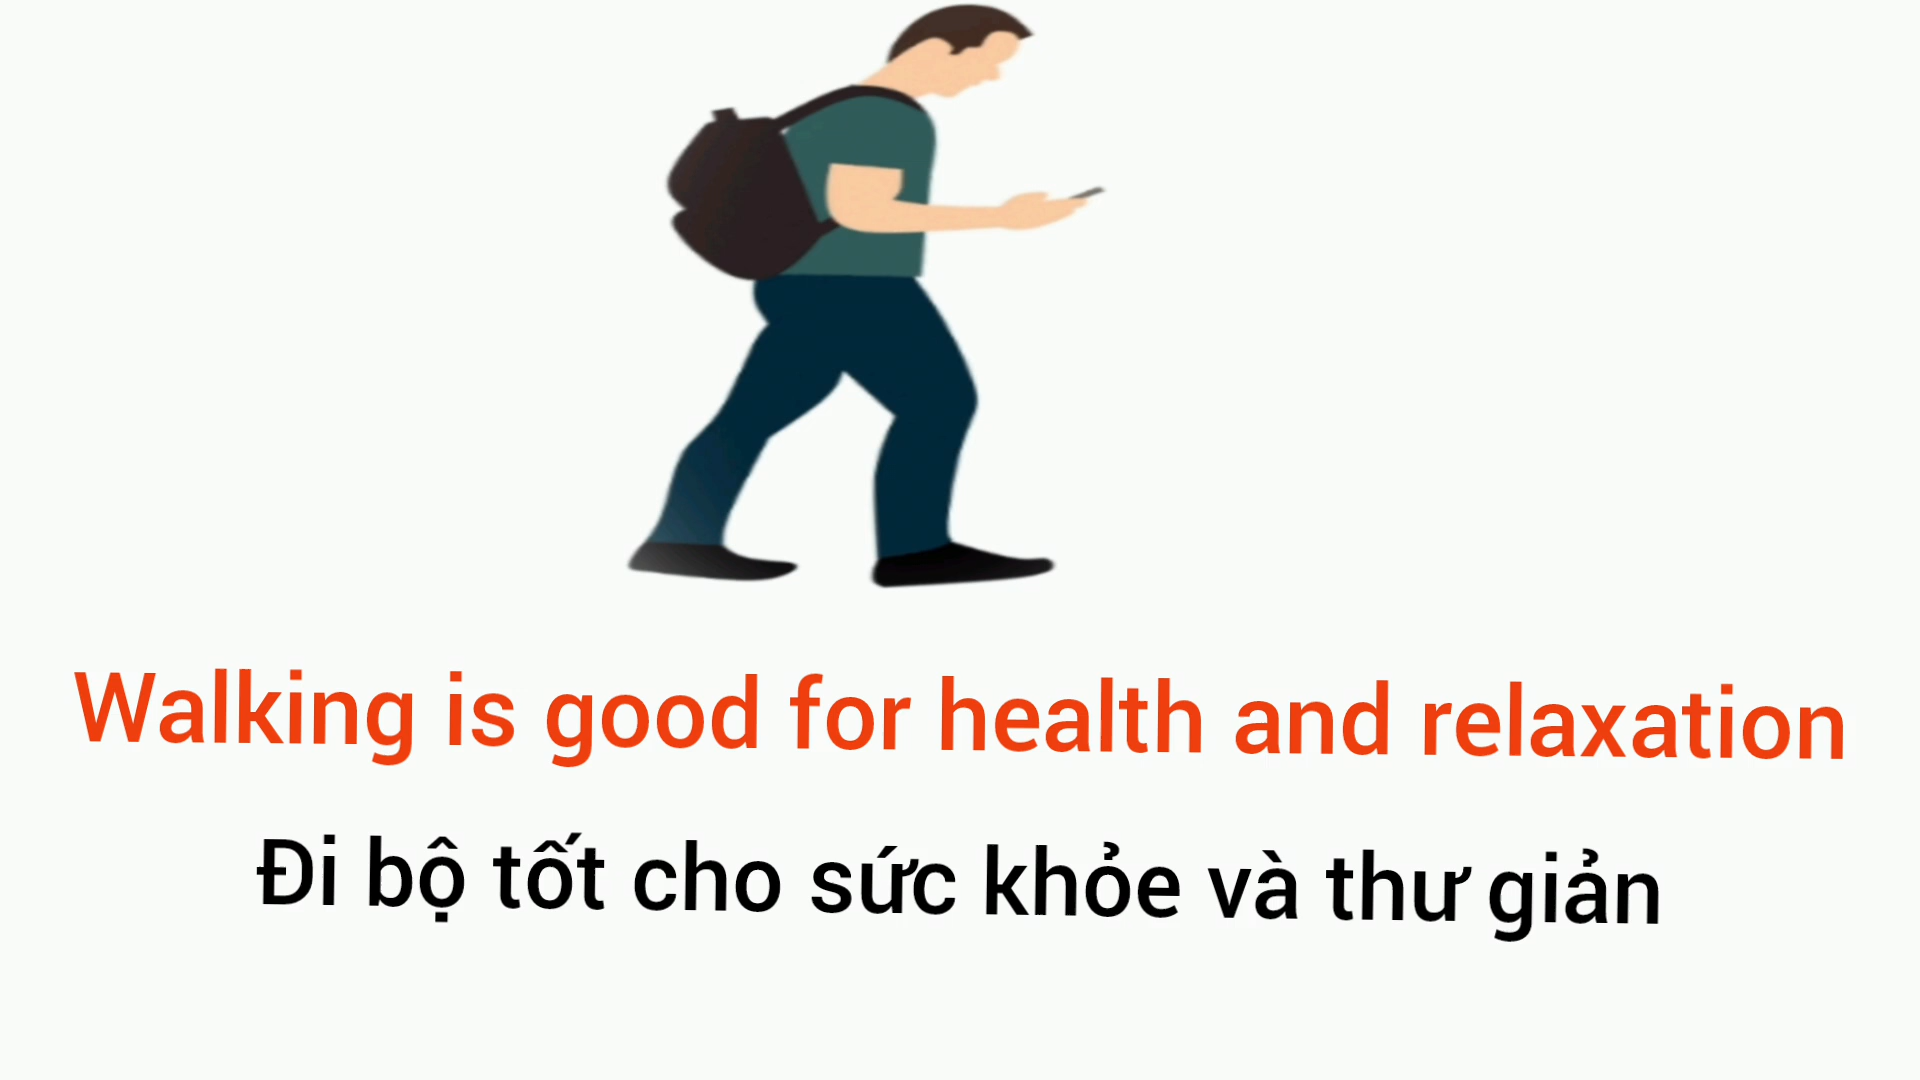 Walking is good for health and relaxation
Đi bộ tốt cho sức khỏe và thư giản